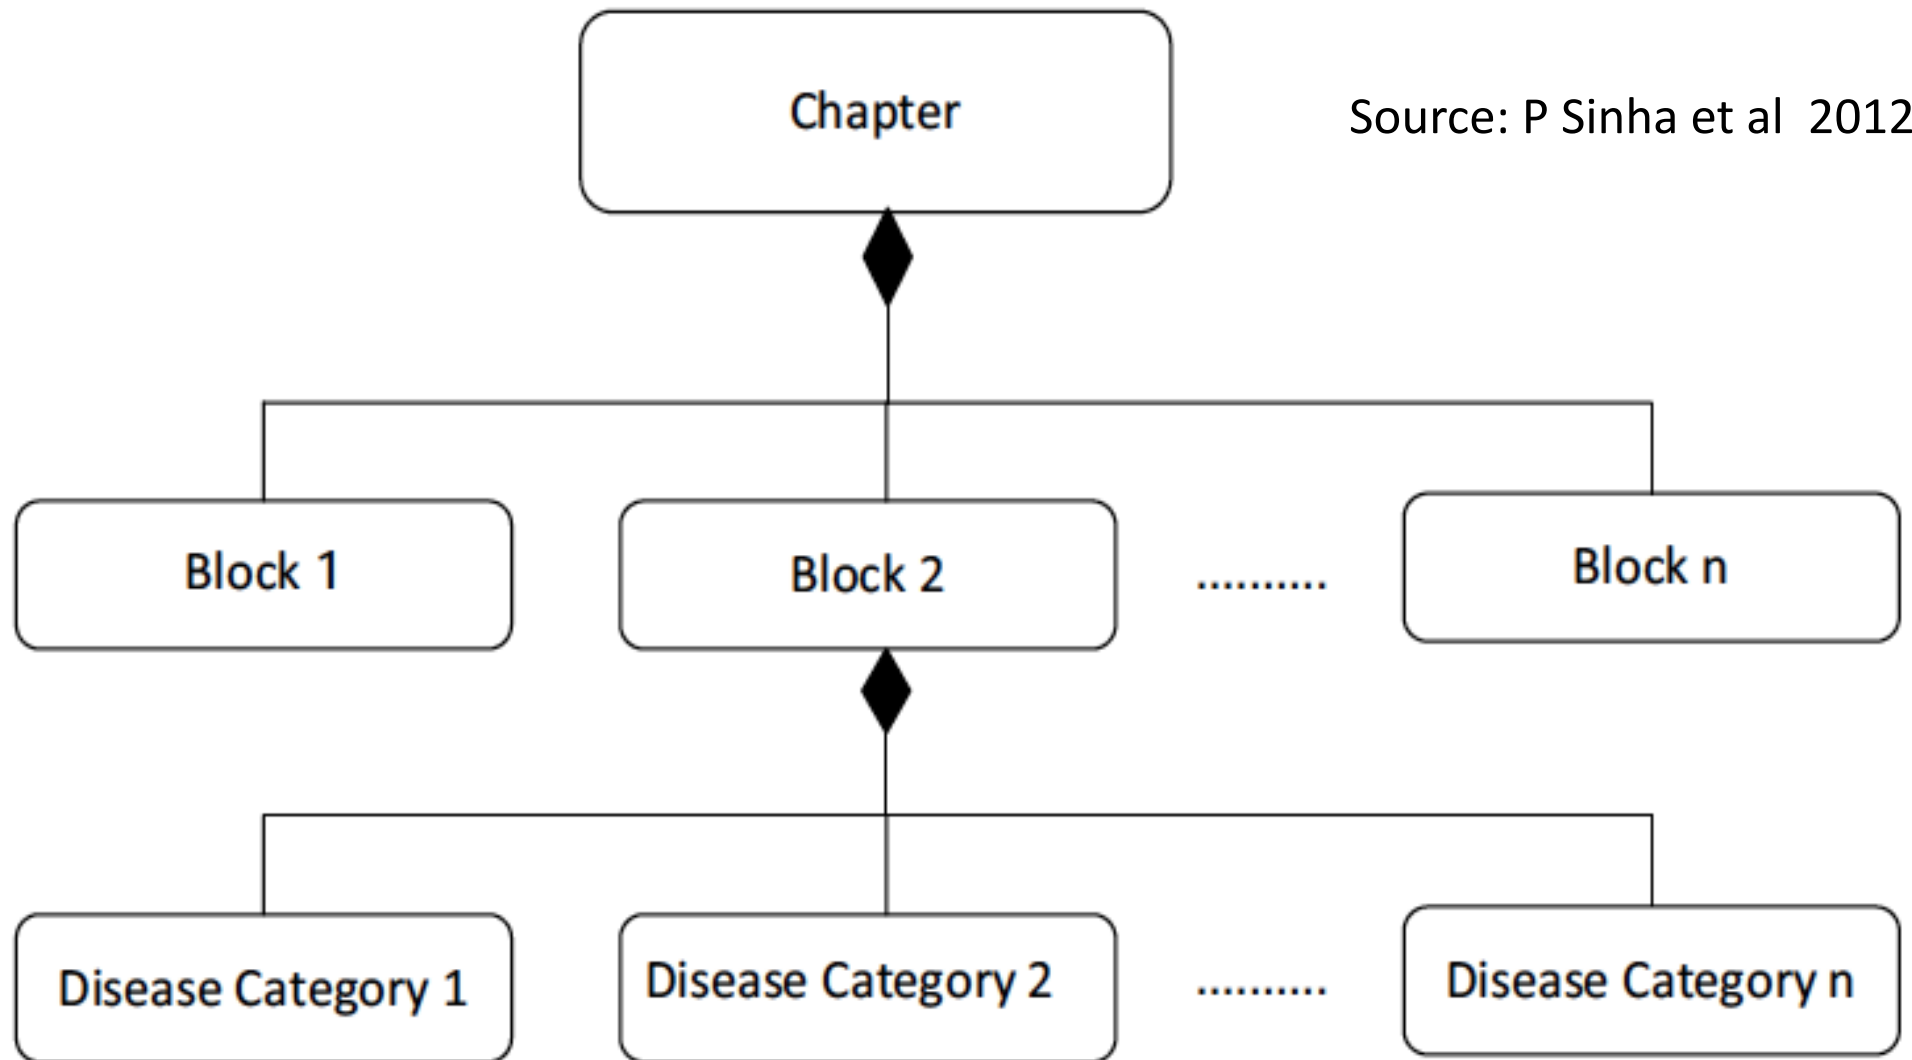 Chapter
Source: P Sinha et al 2012
Block 1
Block 2
..........
Block n
Disease Category 1
Disease Category 2
..........
Disease Category n